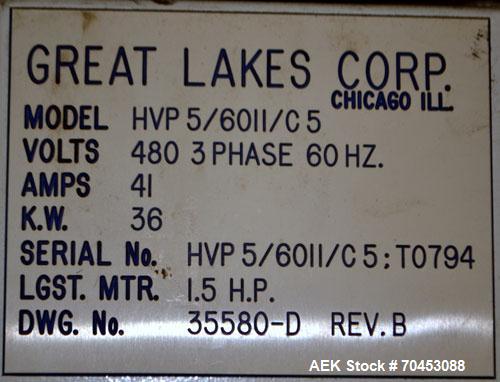 GREAT LAKES CORP.
CHICAGO ILL.
MODEL HVP 5/6011/C 5
VOLTS 480 3 PHASE 60 HZ.
AMPS 41
K.W. 36
SERIAL No. HVP 5/6011/C 5:T0794
LGST. MTR. 1.5 H.P.
DWG. No. 35580-D REV. B
AEK Stock # 70453088